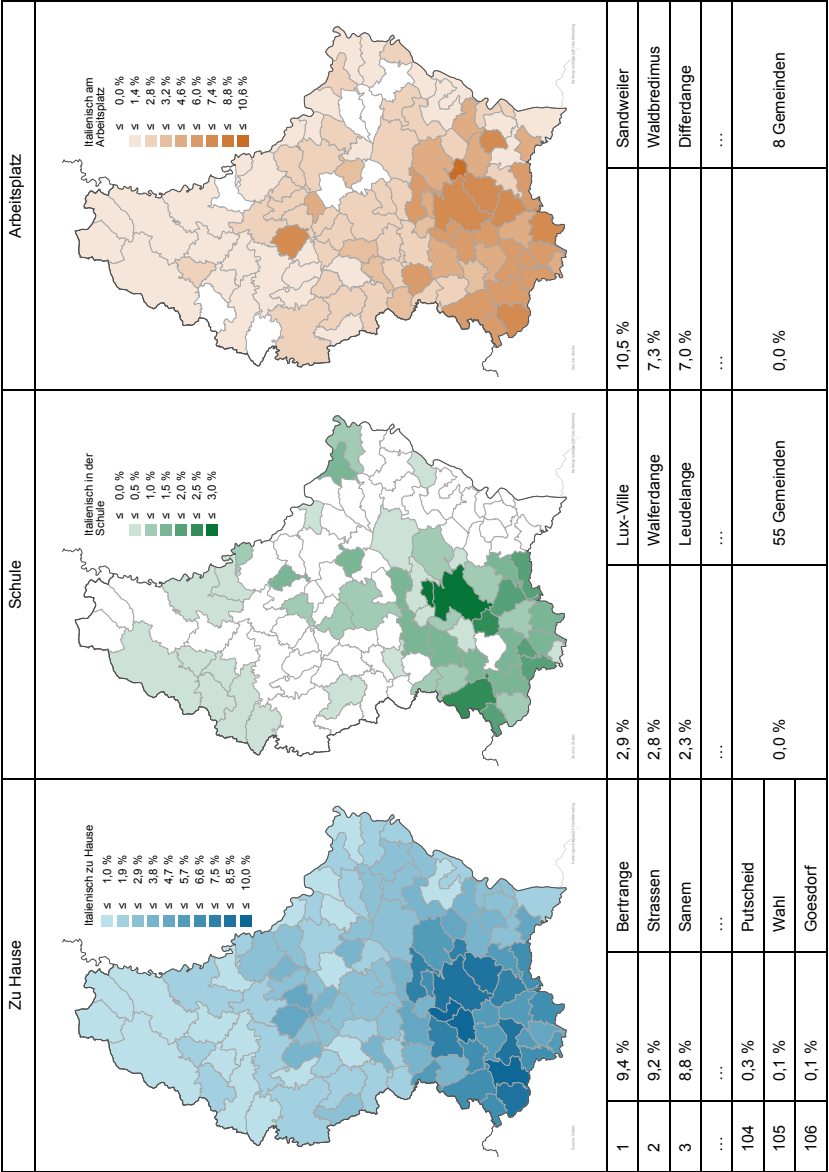 Zu Hause
Schule
Arbeitsplatz
Italienisch zu Hause
≤ 1,0 %
≤ 1,9 %
≤ 2,9 %
≤ 3,8 %
≤ 4,7 %
≤ 5,7 %
≤ 6,6 %
≤ 7,5 %
≤ 8,5 %
≤ 10,0 %
Italienisch in der
Schule
≤ 0,0 %
≤ 0,5 %
≤ 1,0 %
≤ 1,5 %
≤ 2,0 %
≤ 2,5 %
≤ 3,0 %
Italienisch am
Arbeitsplatz
≤ 0,0 %
≤ 1,4 %
≤ 2,8 %
≤ 3,2 %
≤ 4,6 %
≤ 6,0 %
≤ 7,4 %
≤ 8,8 %
≤ 10,6 %
1 9,4 % Bertrange 2,9 % Lux-Ville 10,5 % Sandweiler
2 9,2 % Strassen 2,8 % Walferdange 7,3 % Waldbredimus
3 8,8 % Sanem 2,3 % Leudelange 7,0 % Differdange
… … … … … … …
104 0,3 % Putscheid 0,0 % 55 Gemeinden 0,0 % 8 Gemeinden
105 0,1 % Wahl
106 0,1 % Goesdorf